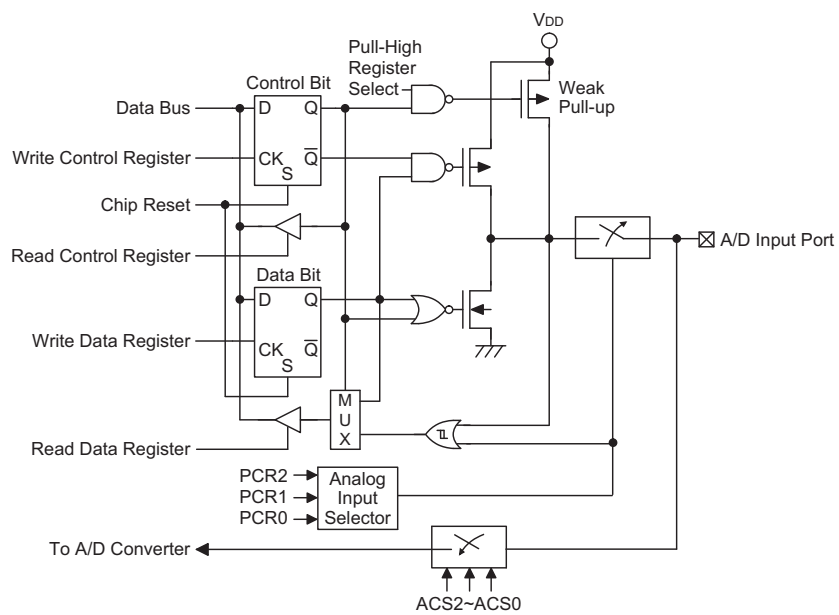 VDD
Pull-High
Register
Select
Control Bit
Weak
Pull-up
Data Bus
D
Q
Write Control Register
CK
Q
S
Chip Reset
A/D Input Port
Read Control Register
Data Bit
D
Q
Write Data Register
CK
Q
S
M
U
X
Read Data Register
PCR2
PCR1
PCR0
Analog
Input
Selector
To A/D Converter
ACS2~ACS0